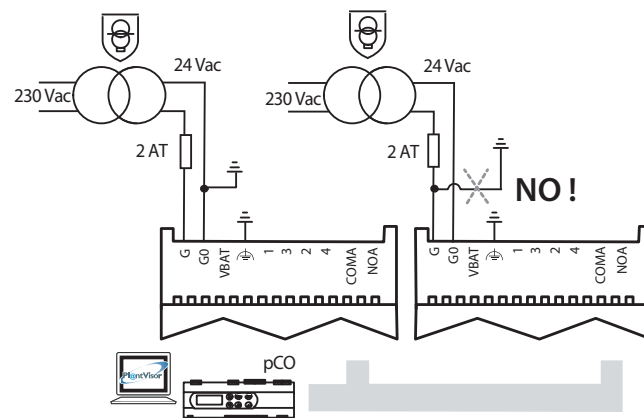 24 Vac
230 Vac
2 AT
G
G0
VBAT
1
3
2
4
COMA
NOA
24 Vac
230 Vac
2 AT
NO !
G
G0
VBAT
1
3
2
4
COMA
NOA
PlantVisor
pCO